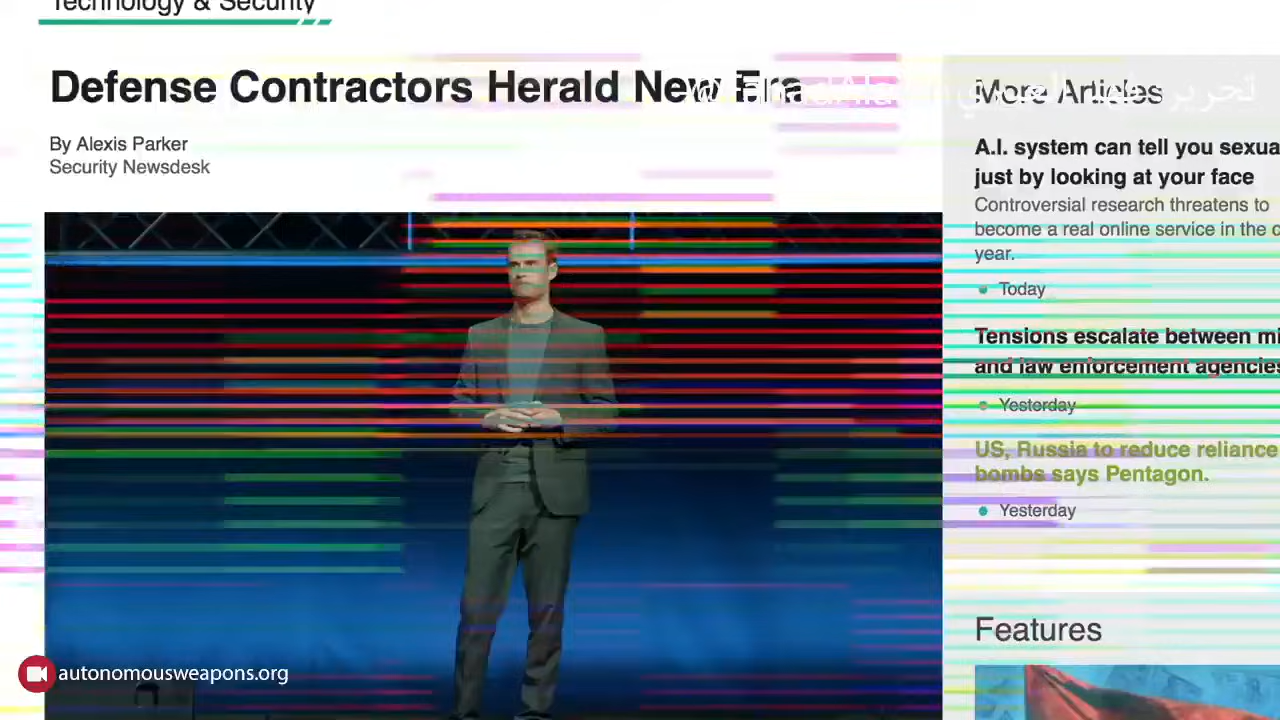 Technology & Security
Defense Contractors Herald New Era
By Alexis Parker
Security Newsdesk
More Articles
A.I. system can tell you sexua
just by looking at your face
Controversial research threatens to
become a real online service in the c
year.
Today
Tensions escalate between mi
and law enforcement agencies
Yesterday
US, Russia to reduce reliance
bombs says Pentagon.
Yesterday
Features
autonomousweapons.org